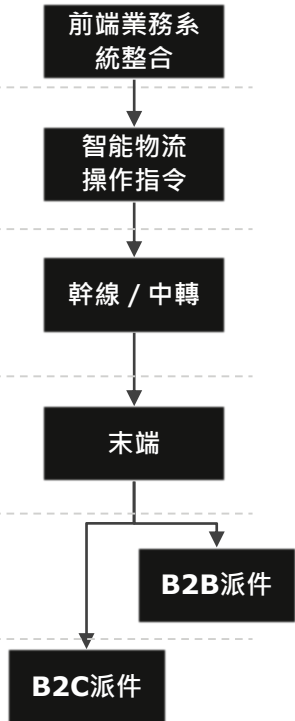 前端業務系
統整合
智能物流
操作指令
幹線 / 中轉
末端
B2B派件
B2C派件